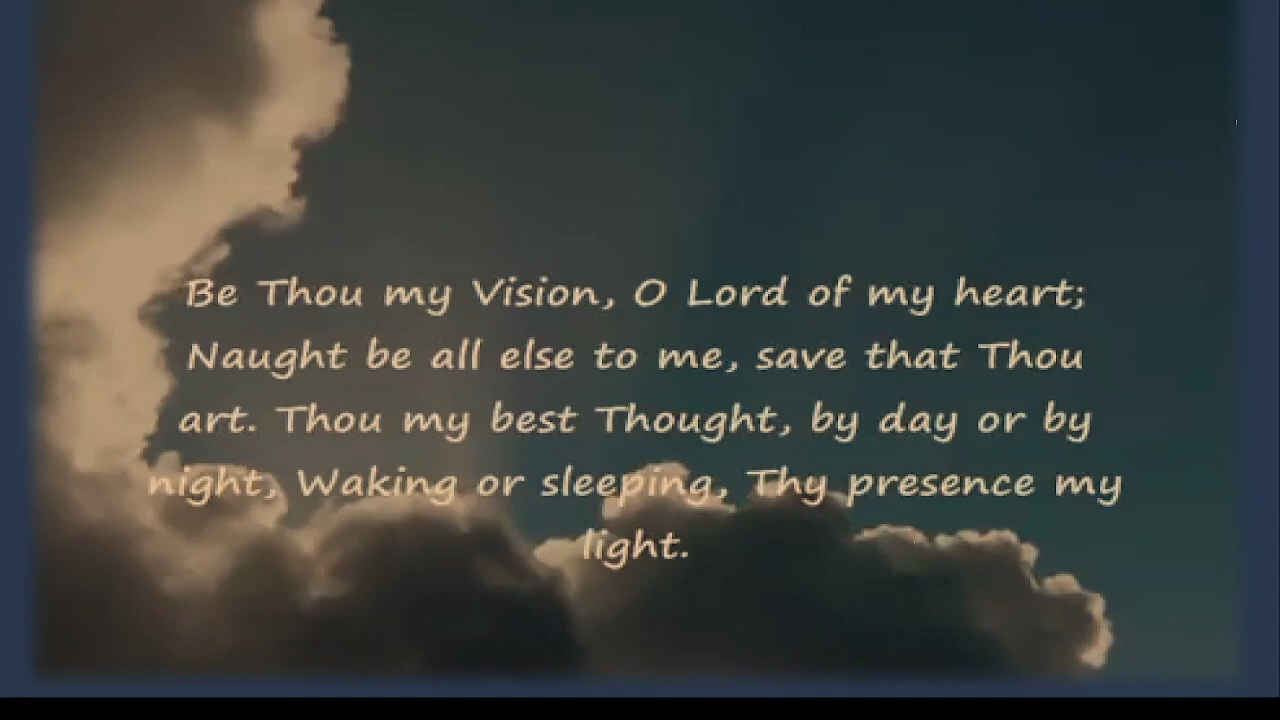 Be Thou my Vision, O Lord of my heart;
Naught be all else to me, save that Thou
art. Thou my best Thought, by day or by
night, Waking or sleeping, Thy presence my
light.